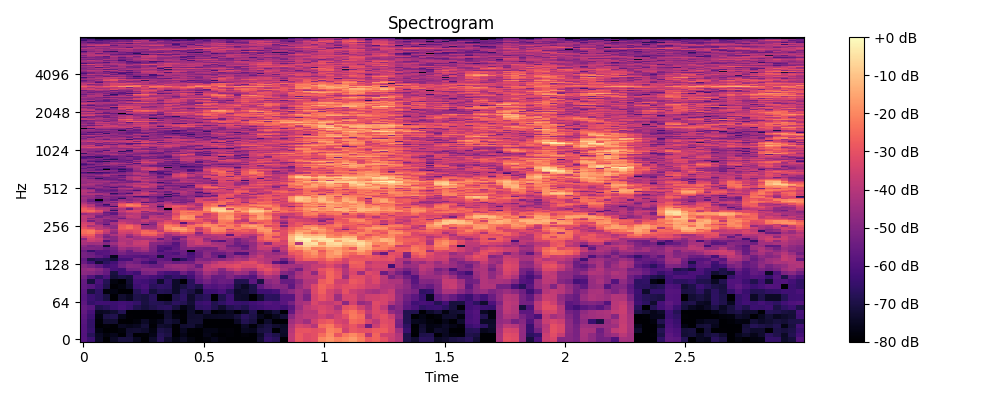 Spectrogram
Hz
4096
2048
1024
512
256
128
64
0
0
0.5
1
1.5
2
2.5
Time
+0 dB
-10 dB
-20 dB
-30 dB
-40 dB
-50 dB
-60 dB
-70 dB
-80 dB